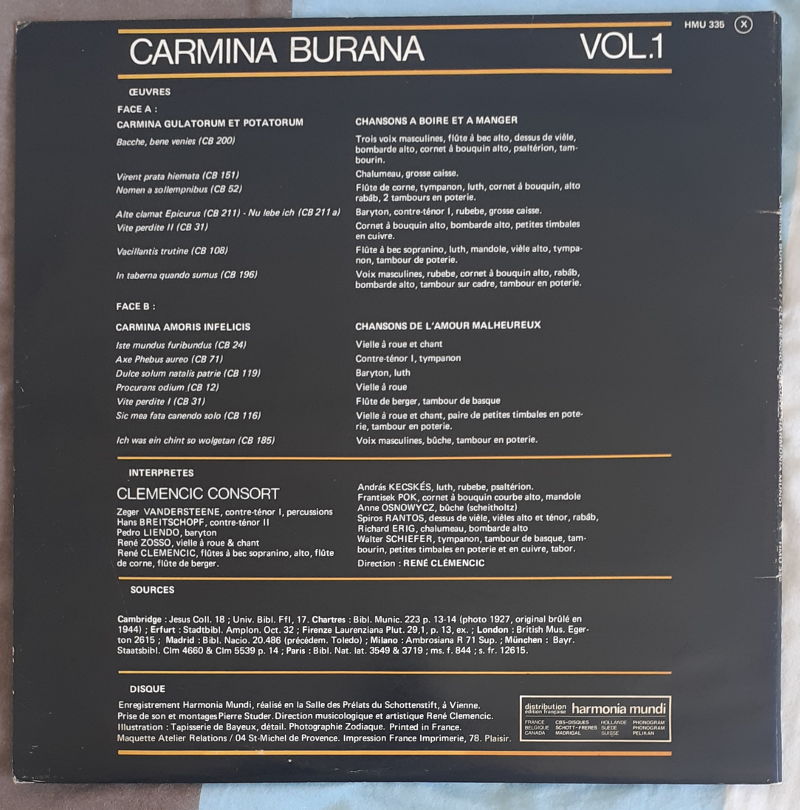 HMU 335 X
CARMINA BURANA VOL.1
ŒUVRES
FACE A :
CARMINA GULATORUM ET POTATORUM
CHANSONS A BOIRE ET A MANGER
Bacche, bene venies (CB 200)
Trois voix masculines, flûte à bec alto, dessus de vièle,
bombarde alto, cornet à bouquin alto, psaltérion, tam-
bourin.
Virent prata hiemata (CB 151)
Chalumeau, grosse caisse.
Nomen a sollempnibus (CB 52)
Flûte de corne, tympanon, luth, cornet à bouquin, alto
rabâb, 2 tambours en poterie.
Alte clamat Epicurus (CB 211) - Nu lebe ich (CB 211 a)
Baryton, contre-ténor I, rubebe, grosse caisse.
Vite perdite II (CB 31)
Cornet à bouquin alto, bombarde alto, petites timbales
en cuivre.
Vacillantis trutine (CB 108)
Flûte à bec sopranino, luth, mandole, vièle alto, tympa-
non, tambour de poterie.
In taberna quando sumus (CB 196)
Voix masculines, rubebe, cornet à bouquin alto, rabâb,
bombarde alto, tambour sur cadre, tambour en poterie.
FACE B :
CARMINA AMORIS INFELICIS
CHANSONS DE L'AMOUR MALHEUREUX
Iste mundus furibundus (CB 24)
Vielle à roue et chant
Axe Phebus aureo (CB 71)
Contre-ténor I, tympanon
Dulce solum natalis patrie (CB 119)
Baryton, luth
Procurans odium (CB 12)
Vielle à roue
Vite perdite I (CB 31)
Flûte de berger, tambour de basque
Sic mea fata canendo solo (CB 116)
Vielle à roue et chant, paire de petites timbales en pote-
rie, tambour en poterie.
Ich was ein chint so wolgetan (CB 185)
Voix masculines, bûche, tambour en poterie.
INTERPRETES
CLEMENCIC CONSORT
Zeger VANDERSTEENE, contre-ténor I, percussions
Hans BREITSCHOPF, contre-ténor II
Pedro LIENDO, baryton
René ZOSSO, vielle à roue & chant
René CLEMENCIC, flûtes à bec sopranino, alto, flûte
de corne, flûte de berger.
András KECSKÉS, luth, rubebe, psaltérion.
Frantisek POK, cornet à bouquin courbe alto, mandole
Anne OSNOWYCZ, bûche (scheitholtz)
Spiros RANTOS, dessus de vièle, vièles alto et ténor, rabâb,
Richard ERIG, chalumeau, bombarde alto
Walter SCHIEFER, tympanon, tambour de basque, tam-
bourin, petites timbales en poterie et en cuivre, tabor.
Direction : RENÉ CLÉMENCIC
SOURCES
Cambridge : Jesus Coll. 18 ; Univ. Bibl. Ffl, 17. Chartres : Bibl. Munic. 223 p. 13-14 (photo 1927, original brûlé en
1944) ; Erfurt : Stadtbibl. Amplon. Oct. 32 ; Firenze Laurenziana Plut. 29,1, p. 13, ex. ; London : British Mus. Eger-
ton 2615 ; Madrid : Bibl. Nacio. 20.486 (précédem. Toledo) ; Milano : Ambrosiana R 71 Sup. ; München : Bayr.
Staatsbibl. Clm 4660 & Clm 5539 p. 14 ; Paris : Bibl. Nat. lat. 3549 & 3719 ; ms. f. 844 ; s. fr. 12615.
DISQUE
Enregistrement Harmonia Mundi, réalisé en la Salle des Prélats du Schottenstift, à Vienne.
Prise de son et montages Pierre Studer. Direction musicologique et artistique René Clemencic.
Illustration : Tapisserie de Bayeux, détail. Photographie Zodiaque. Printed in France.
Maquette Atelier Relations / 04 St-Michel de Provence. Impression France Imprimerie, 78. Plaisir.
distribution
édition française
harmonia mundi
FRANCE CBS-DISQUES HOLLANDE PHONOGRAM
BELGIQUE SCHOTT-FRERES SUEDE PHONOGRAM
CANADA MADRIGAL SUISSE PELIKAN